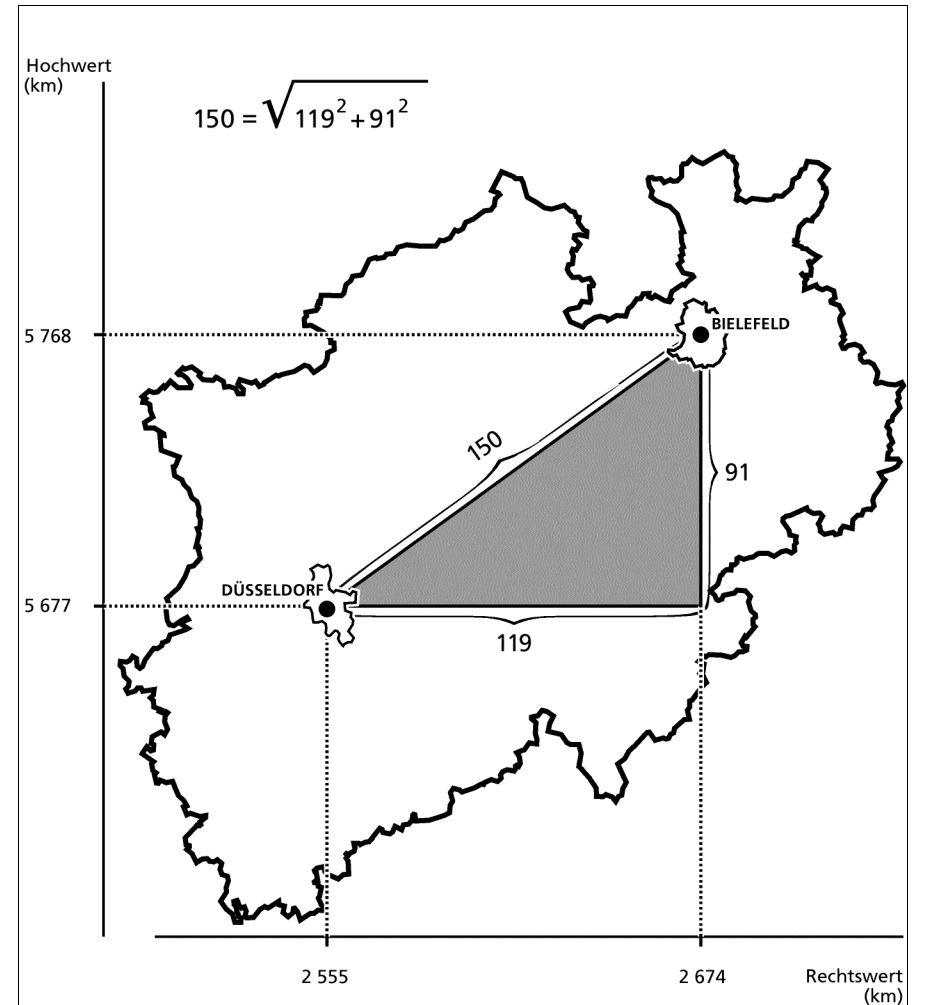 Hochwert
(km)
150 = √119² + 91²
5 768
BIELEFELD
150
91
DÜSSELDORF
5 677
119
2 555
2 674
Rechtswert
(km)